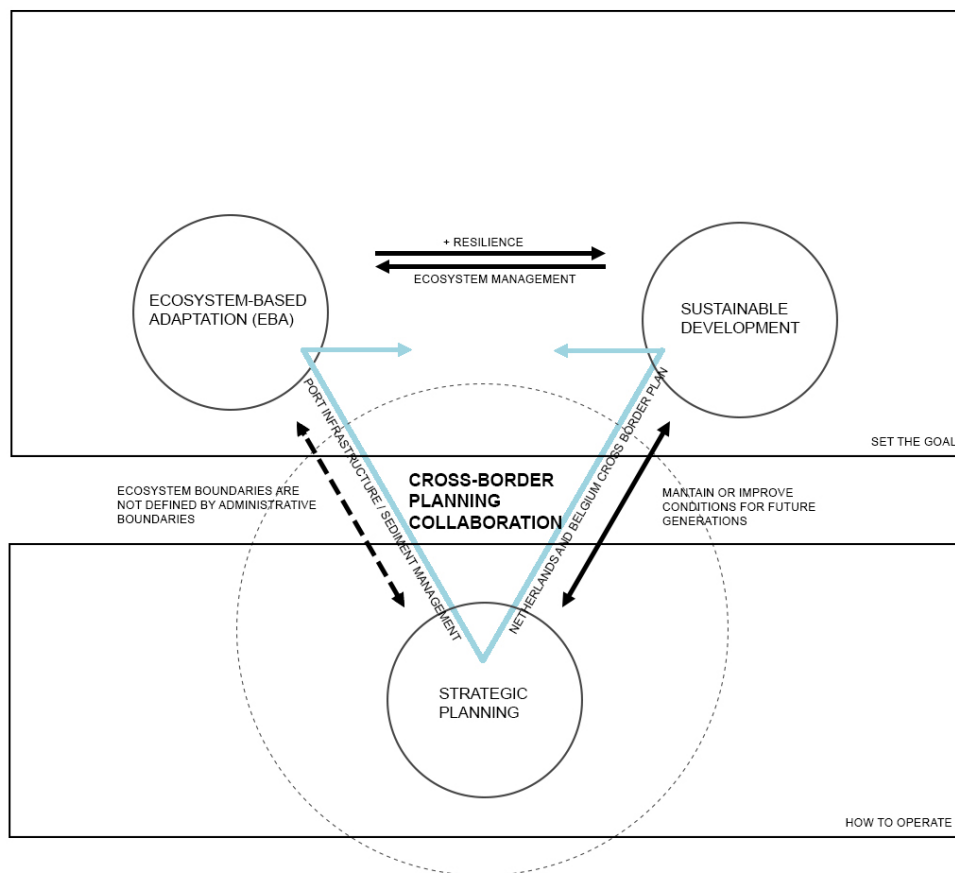 + RESILIENCE
ECOSYSTEM MANAGEMENT
ECOSYSTEM-BASED
ADAPTATION (EBA)
SUSTAINABLE
DEVELOPMENT
PORT INFRASTRUCTURE / SEDIMENT MANAGEMENT
NETHERLANDS AND BELGIUM CROSS BORDER PLAN
SET THE GOAL
ECOSYSTEM BOUNDARIES ARE
NOT DEFINED BY ADMINISTRATIVE
BOUNDARIES
CROSS-BORDER
PLANNING
COLLABORATION
MANTAIN OR IMPROVE
CONDITIONS FOR FUTURE
GENERATIONS
STRATEGIC
PLANNING
HOW TO OPERATE